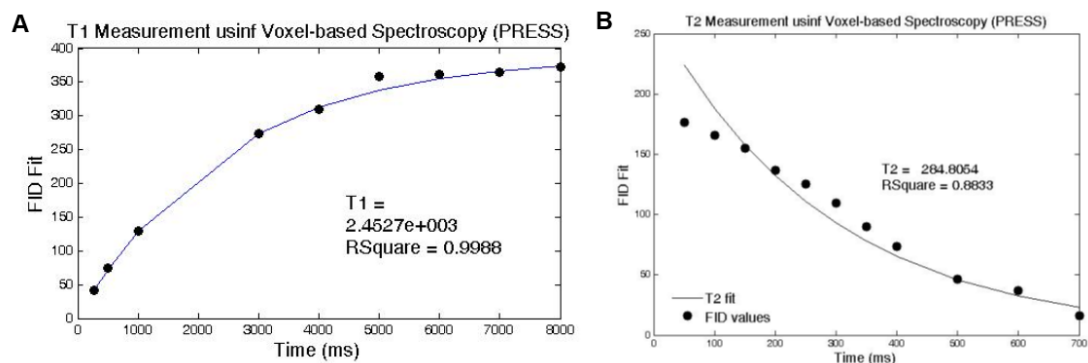 A
T1 Measurement usinf Voxel-based Spectroscopy (PRESS)
400
350
300
250
200
150
100
50
0
FID Fit
T1 =
2.4527e+003
RSquare = 0.9988
0 1000 2000 3000 4000 5000 6000 7000 8000
Time (ms)
B
T2 Measurement usinf Voxel-based Spectroscopy (PRESS)
250
200
150
100
50
0
FID Fit
T2 = 284.8054
RSquare = 0.8833
T2 fit
FID values
0 100 200 300 400 500 600 700
Time (ms)